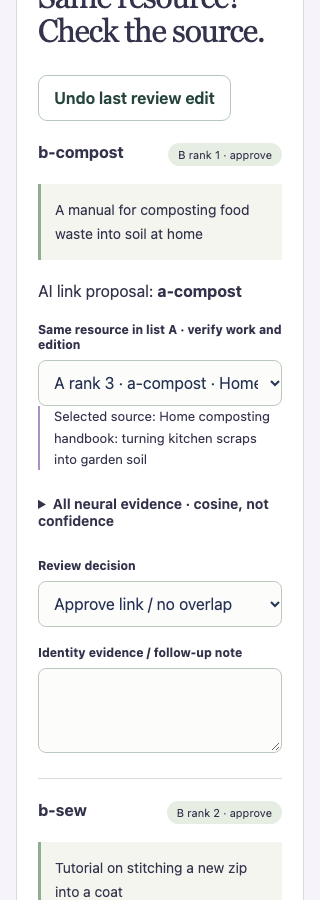 Same resource?
Check the source.
Undo last review edit
b-compost
B rank 1 · approve
A manual for composting food
waste into soil at home
AI link proposal: a-compost
Same resource in list A · verify work and
edition
A rank 3 · a-compost · Home
Selected source: Home composting
handbook: turning kitchen scraps
into garden soil
▶ All neural evidence · cosine, not
confidence
Review decision
Approve link / no overlap
Identity evidence / follow-up note
b-sew
B rank 2 · approve
Tutorial on stitching a new zip
into a coat